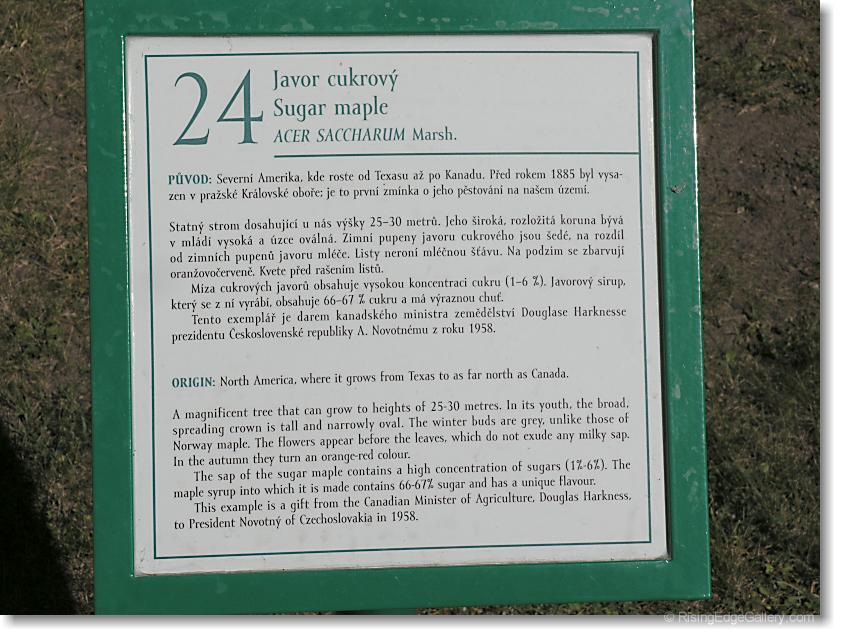 24
Javor cukrový
Sugar maple
ACER SACCHARUM Marsh.
PŮVOD: Severní Amerika, kde roste od Texasu až po Kanadu. Před rokem 1885 byl vysa-
zen v pražské Královské oboře; je to první zmínka o jeho pěstování na našem území.
Statný strom dosahující u nás výšky 25–30 metrů. Jeho široká, rozložitá koruna bývá
v mládí vysoká a úzce oválná. Zimní pupeny javoru cukrového jsou šedé, na rozdíl
od zimních pupenů javoru mléče. Listy neroní mléčnou šťávu. Na podzim se zbarvují
oranžovočerveně. Kvete před rašením listů.
Míza cukrových javorů obsahuje vysokou koncentraci cukru (1–6 %). Javorový sirup,
který se z ní vyrábí, obsahuje 66–67 % cukru a má výraznou chuť.
Tento exemplář je darem kanadského ministra zemědělství Douglase Harknesse
prezidentu Československé republiky A. Novotnému z roku 1958.
ORIGIN: North America, where it grows from Texas to as far north as Canada.
A magnificent tree that can grow to heights of 25-30 metres. In its youth, the broad,
spreading crown is tall and narrowly oval. The winter buds are grey, unlike those of
Norway maple. The flowers appear before the leaves, which do not exude any milky sap.
In the autumn they turn an orange-red colour.
The sap of the sugar maple contains a high concentration of sugars (1%-6%). The
maple syrup into which it is made contains 66-67% sugar and has a unique flavour.
This example is a gift from the Canadian Minister of Agriculture, Douglas Harkness,
to President Novotný of Czechoslovakia in 1958.
© RisingEdgeGallery.com